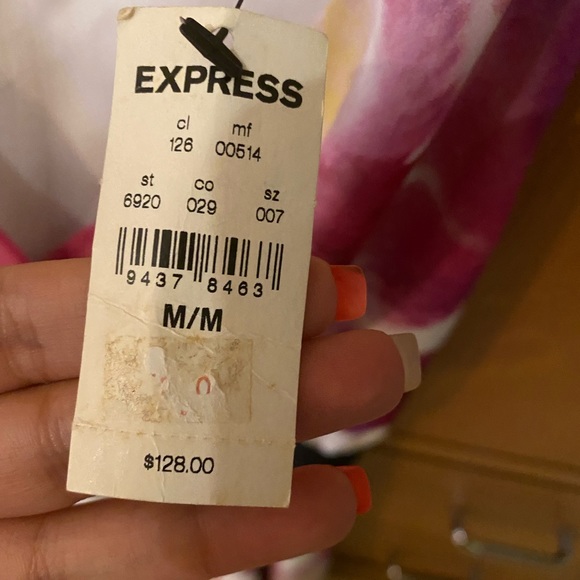 EXPRESS
cl mf
126 00514
st co sz
6920 029 007
9437 8463
M/M
$128.00